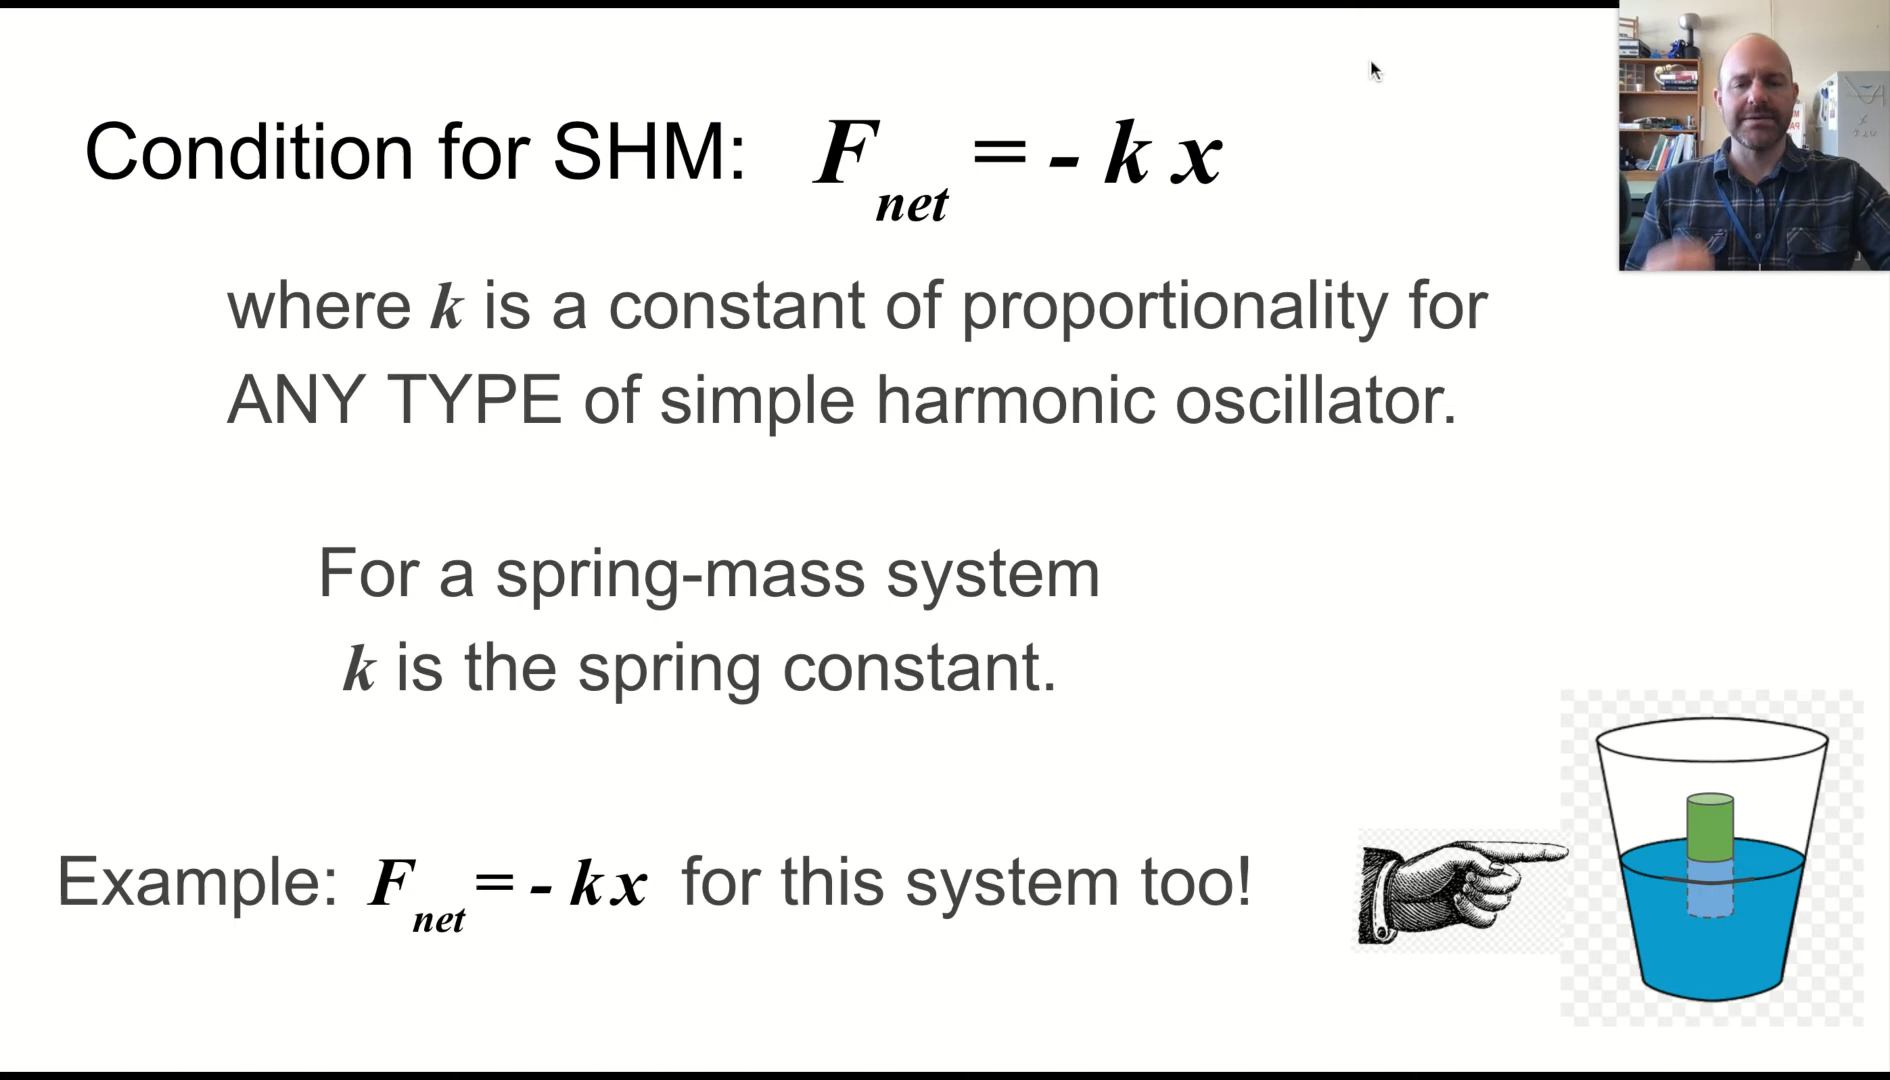 Condition for SHM: F net = - k x
where k is a constant of proportionality for
ANY TYPE of simple harmonic oscillator.
For a spring-mass system
k is the spring constant.
Example: F net = - k x for this system too!